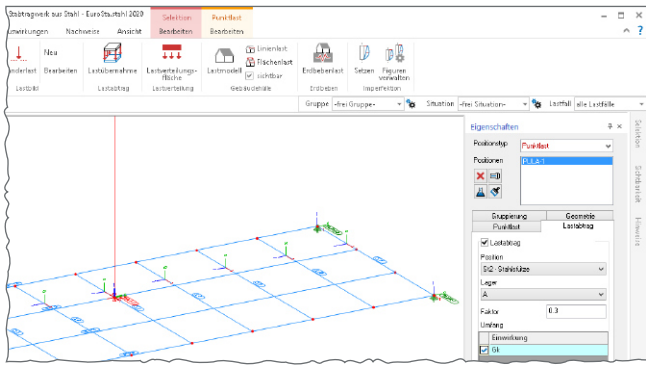 Stabtragwerk aus Stahl - EuroSta.stahl 2020
Selektion
Punktlast
Nachweise
Ansicht
Bearbeiten
Bearbeiten
Neu
Bearbeiten
Lastübernahme
Lastverteilungs-
fläche
Lastmodell
Linienlast
Flächenlast
sichtbar
Erdbebenlast
Setzen
Figuren
verwalten
Lastbild
Lastabtrag
Lastverteilung
Gebäudehülle
Erdbeben
Imperfektion
Gruppe
-frei Gruppe-
Situation
-frei Situation-
Lastfall
alle Lastfälle
Eigenschaften
Positionstyp
Punktlast
Positionen
PULA-1
Gruppierung
Geometrie
Punktlast
Lastabtrag
Lastabtrag
Position
St2 - Stahlstütze
Lager
A
Faktor
0.3
Umfang
Einwirkung
Gk
Selektion
Sichtbarkeit
Hinweise